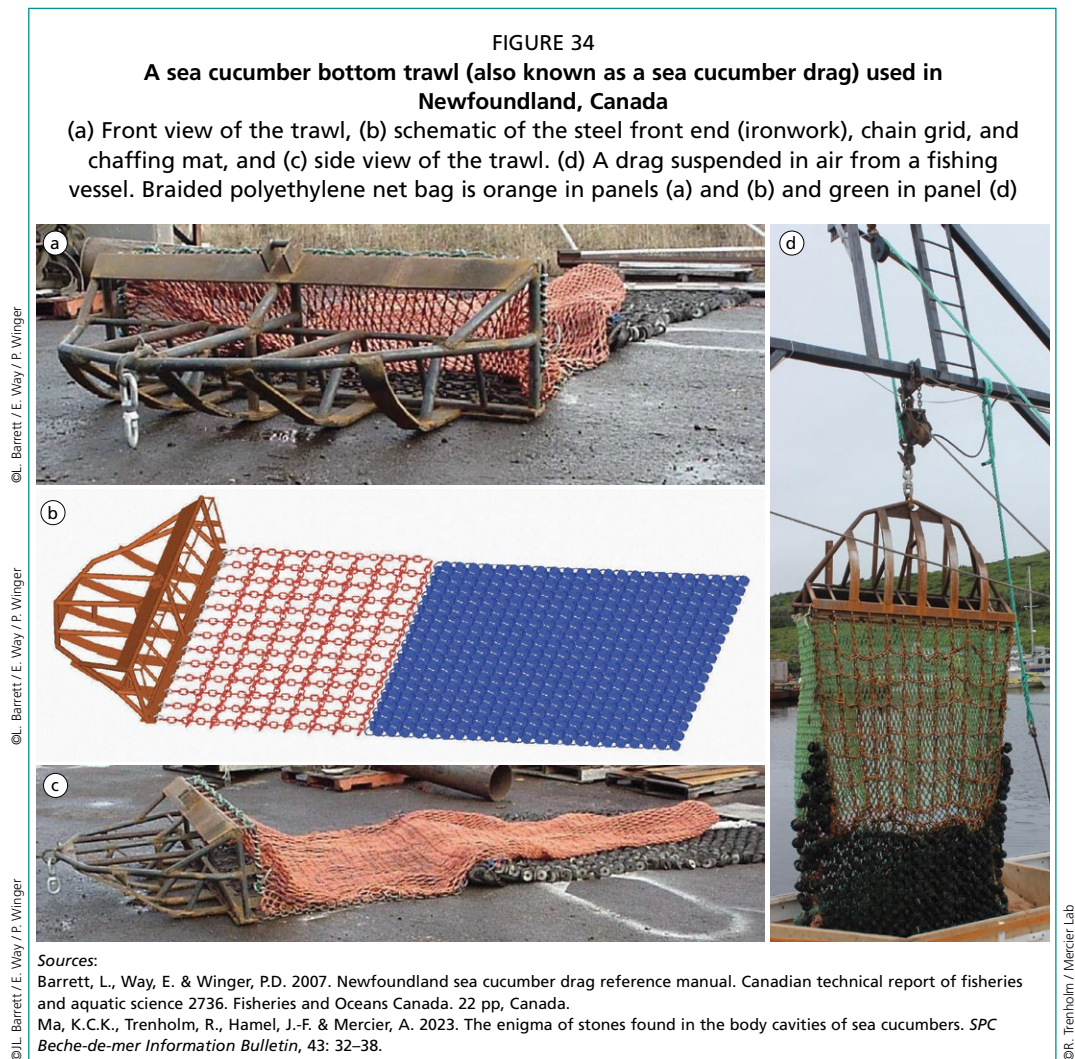 FIGURE 34
A sea cucumber bottom trawl (also known as a sea cucumber drag) used in
Newfoundland, Canada
(a) Front view of the trawl, (b) schematic of the steel front end (ironwork), chain grid, and
chaffing mat, and (c) side view of the trawl. (d) A drag suspended in air from a fishing
vessel. Braided polyethylene net bag is orange in panels (a) and (b) and green in panel (d)
a
©L. Barrett / E. Way / P. Winger
b
©L. Barrett / E. Way / P. Winger
c
©JL. Barrett / E. Way / P. Winger
d
©R. Trenholm / Mercier Lab
Sources:
Barrett, L., Way, E. & Winger, P.D. 2007. Newfoundland sea cucumber drag reference manual. Canadian technical report of fisheries
and aquatic science 2736. Fisheries and Oceans Canada. 22 pp, Canada.
Ma, K.C.K., Trenholm, R., Hamel, J.-F. & Mercier, A. 2023. The enigma of stones found in the body cavities of sea cucumbers. SPC
Beche-de-mer Information Bulletin, 43: 32–38.